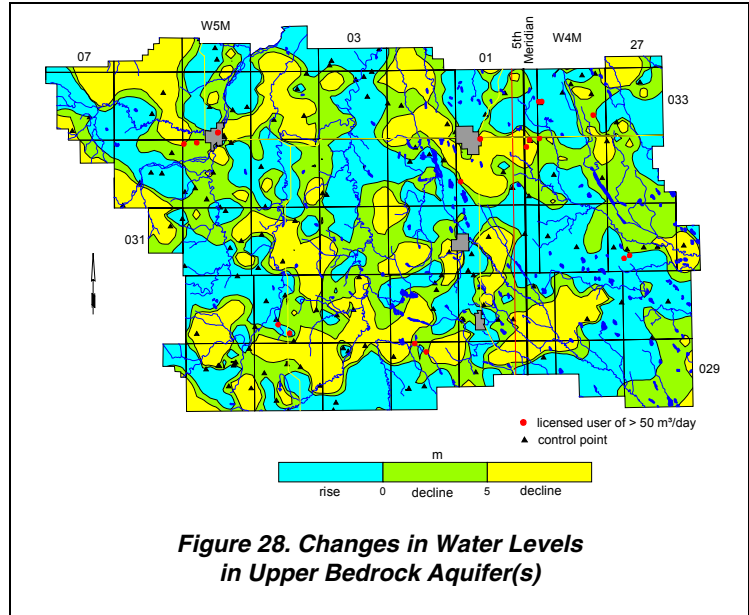 W5M
07
03
01
5th
Meridian
W4M
27
033
031
029
licensed user of > 50 m³/day
control point
m
rise 0 decline 5 decline
Figure 28. Changes in Water Levels
in Upper Bedrock Aquifer(s)